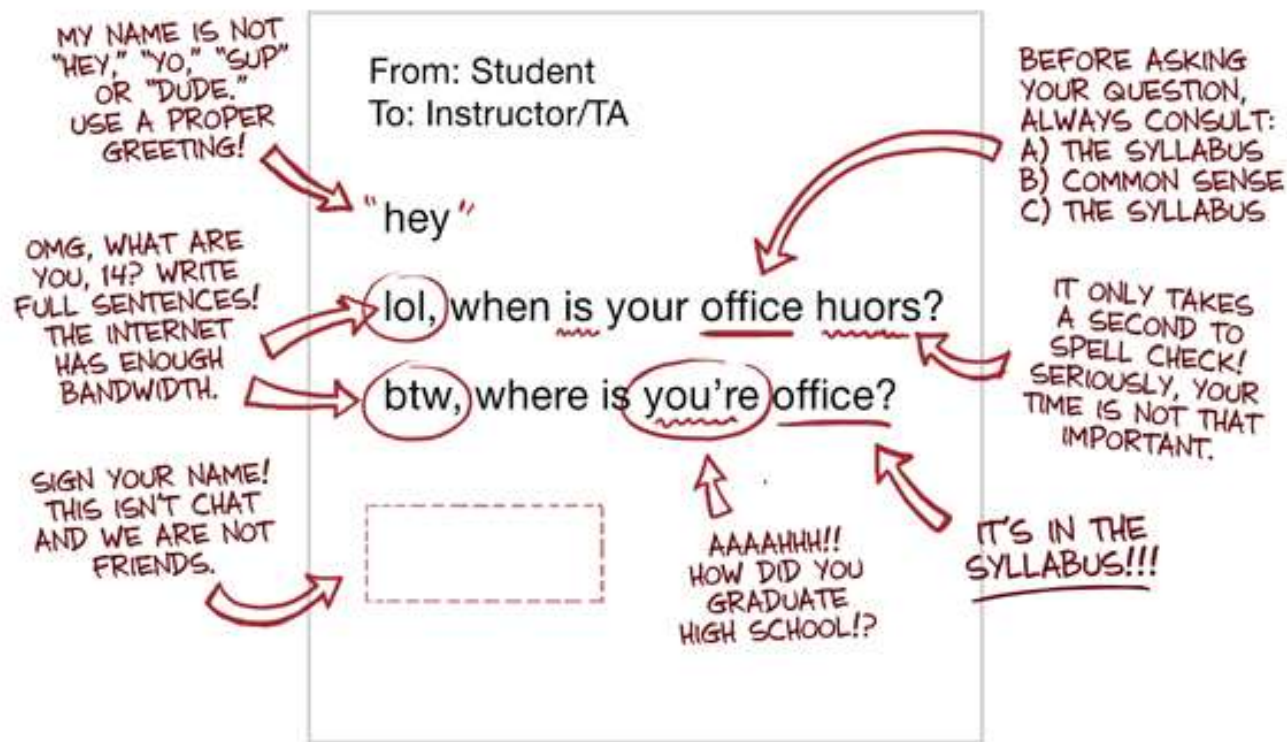 MY NAME IS NOT
"HEY," "YO," "SUP"
OR "DUDE."
USE A PROPER
GREETING!
From: Student
To: Instructor/TA
BEFORE ASKING
YOUR QUESTION,
ALWAYS CONSULT:
A) THE SYLLABUS
B) COMMON SENSE
C) THE SYLLABUS
"hey"
OMG, WHAT ARE
YOU, 14? WRITE
FULL SENTENCES!
THE INTERNET
HAS ENOUGH
BANDWIDTH.
lol, when is your office huors?
btw, where is you're office?
IT ONLY TAKES
A SECOND TO
SPELL CHECK!
SERIOUSLY, YOUR
TIME IS NOT THAT
IMPORTANT.
SIGN YOUR NAME!
THIS ISN'T CHAT
AND WE ARE NOT
FRIENDS.
AAAAHHH!!
HOW DID YOU
GRADUATE
HIGH SCHOOL!?
IT'S IN THE
SYLLABUS!!!